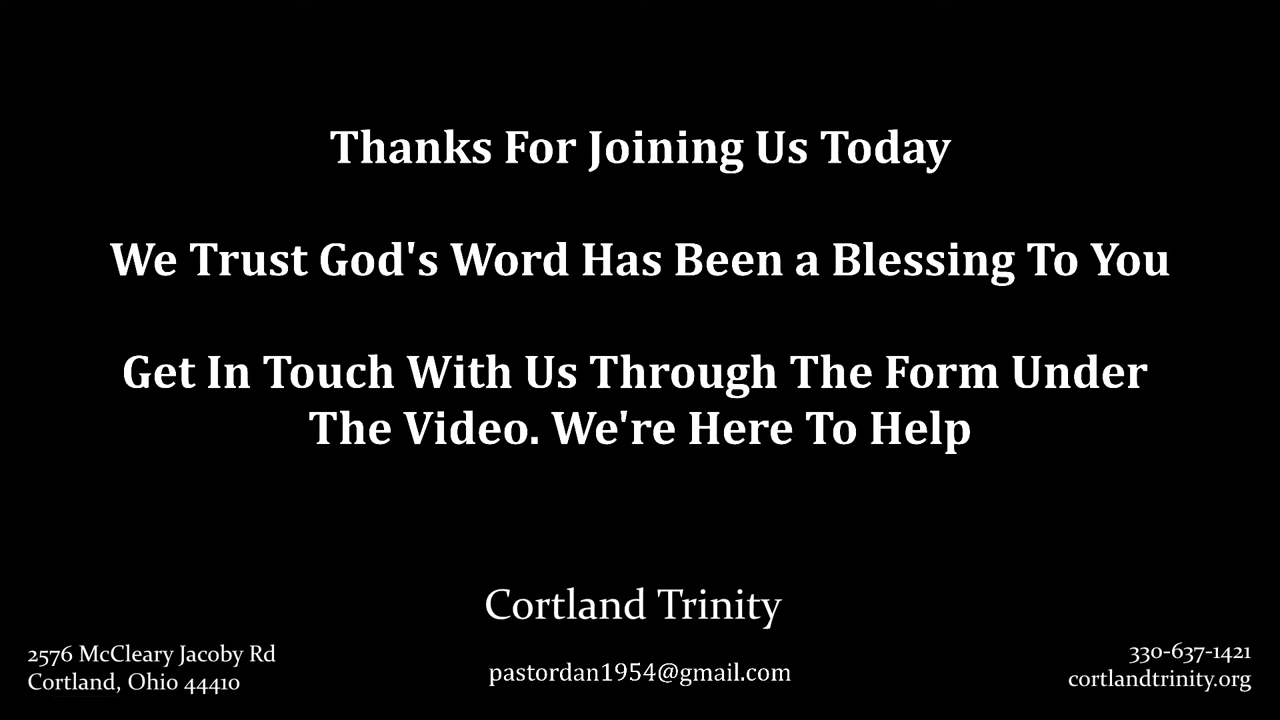 Thanks For Joining Us Today
We Trust God's Word Has Been a Blessing To You
Get In Touch With Us Through The Form Under
The Video. We're Here To Help
Cortland Trinity
2576 McCleary Jacoby Rd
Cortland, Ohio 44410
pastordan1954@gmail.com
330-637-1421
cortlandtrinity.org